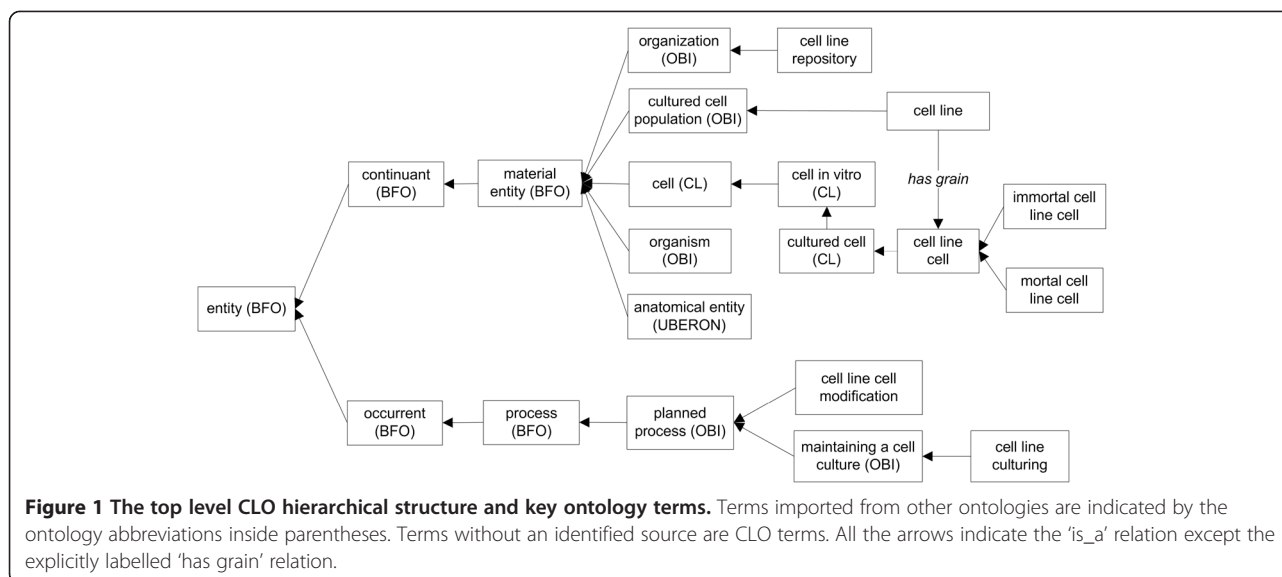 organization
(OBI)
cell line
repository
cultured cell
population (OBI)
cell line
continuant
(BFO)
material
entity (BFO)
cell (CL)
cell in vitro
(CL)
has grain
immortal cell
line cell
organism
(OBI)
cultured cell
(CL)
cell line
cell
mortal cell
line cell
entity (BFO)
anatomical entity
(UBERON)
cell line cell
modification
occurrent
(BFO)
process
(BFO)
planned
process (OBI)
maintaining a cell
culture (OBI)
cell line
culturing
Figure 1 The top level CLO hierarchical structure and key ontology terms. Terms imported from other ontologies are indicated by the
ontology abbreviations inside parentheses. Terms without an identified source are CLO terms. All the arrows indicate the ‘is_a’ relation except the
explicitly labelled ‘has grain’ relation.